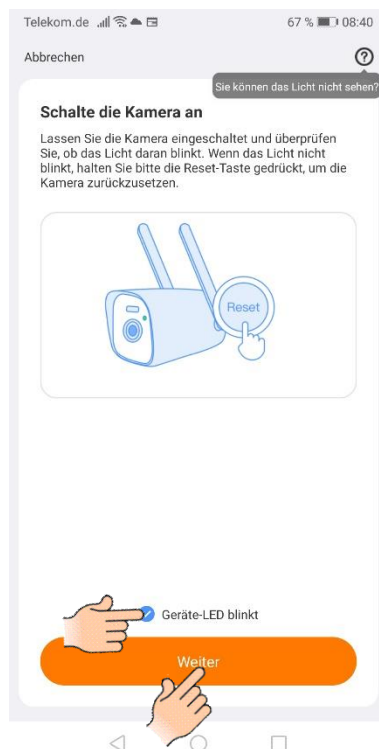 Telekom.de 67 % 08:40
Abbrechen
Sie können das Licht nicht sehen?
Schalte die Kamera an
Lassen Sie die Kamera eingeschaltet und überprüfen
Sie, ob das Licht daran blinkt. Wenn das Licht nicht
blinkt, halten Sie bitte die Reset-Taste gedrückt, um die
Kamera zurückzusetzen.
Reset
Geräte-LED blinkt
Weiter